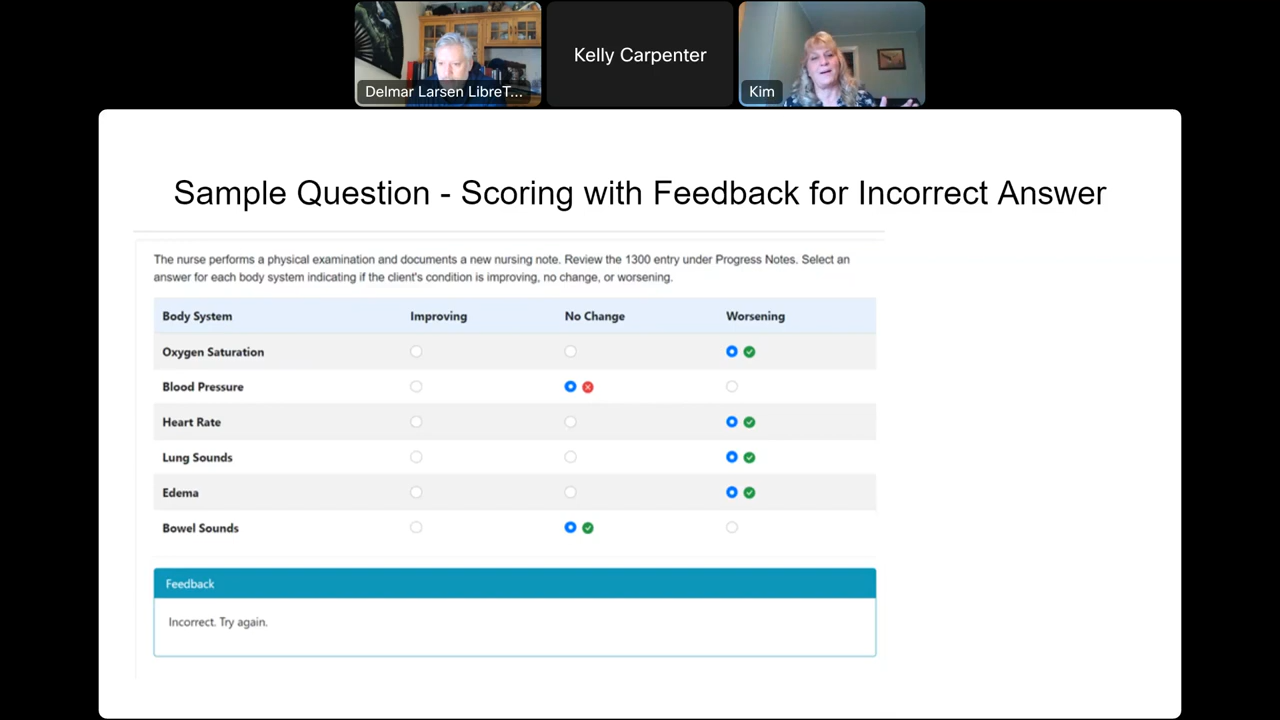 Delmar Larsen LibreT...
Kelly Carpenter
Kim
Sample Question - Scoring with Feedback for Incorrect Answer
The nurse performs a physical examination and documents a new nursing note. Review the 1300 entry under Progress Notes. Select an
answer for each body system indicating if the client's condition is improving, no change, or worsening.
Body System Improving No Change Worsening
Oxygen Saturation
Blood Pressure
Heart Rate
Lung Sounds
Edema
Bowel Sounds
Feedback
Incorrect. Try again.